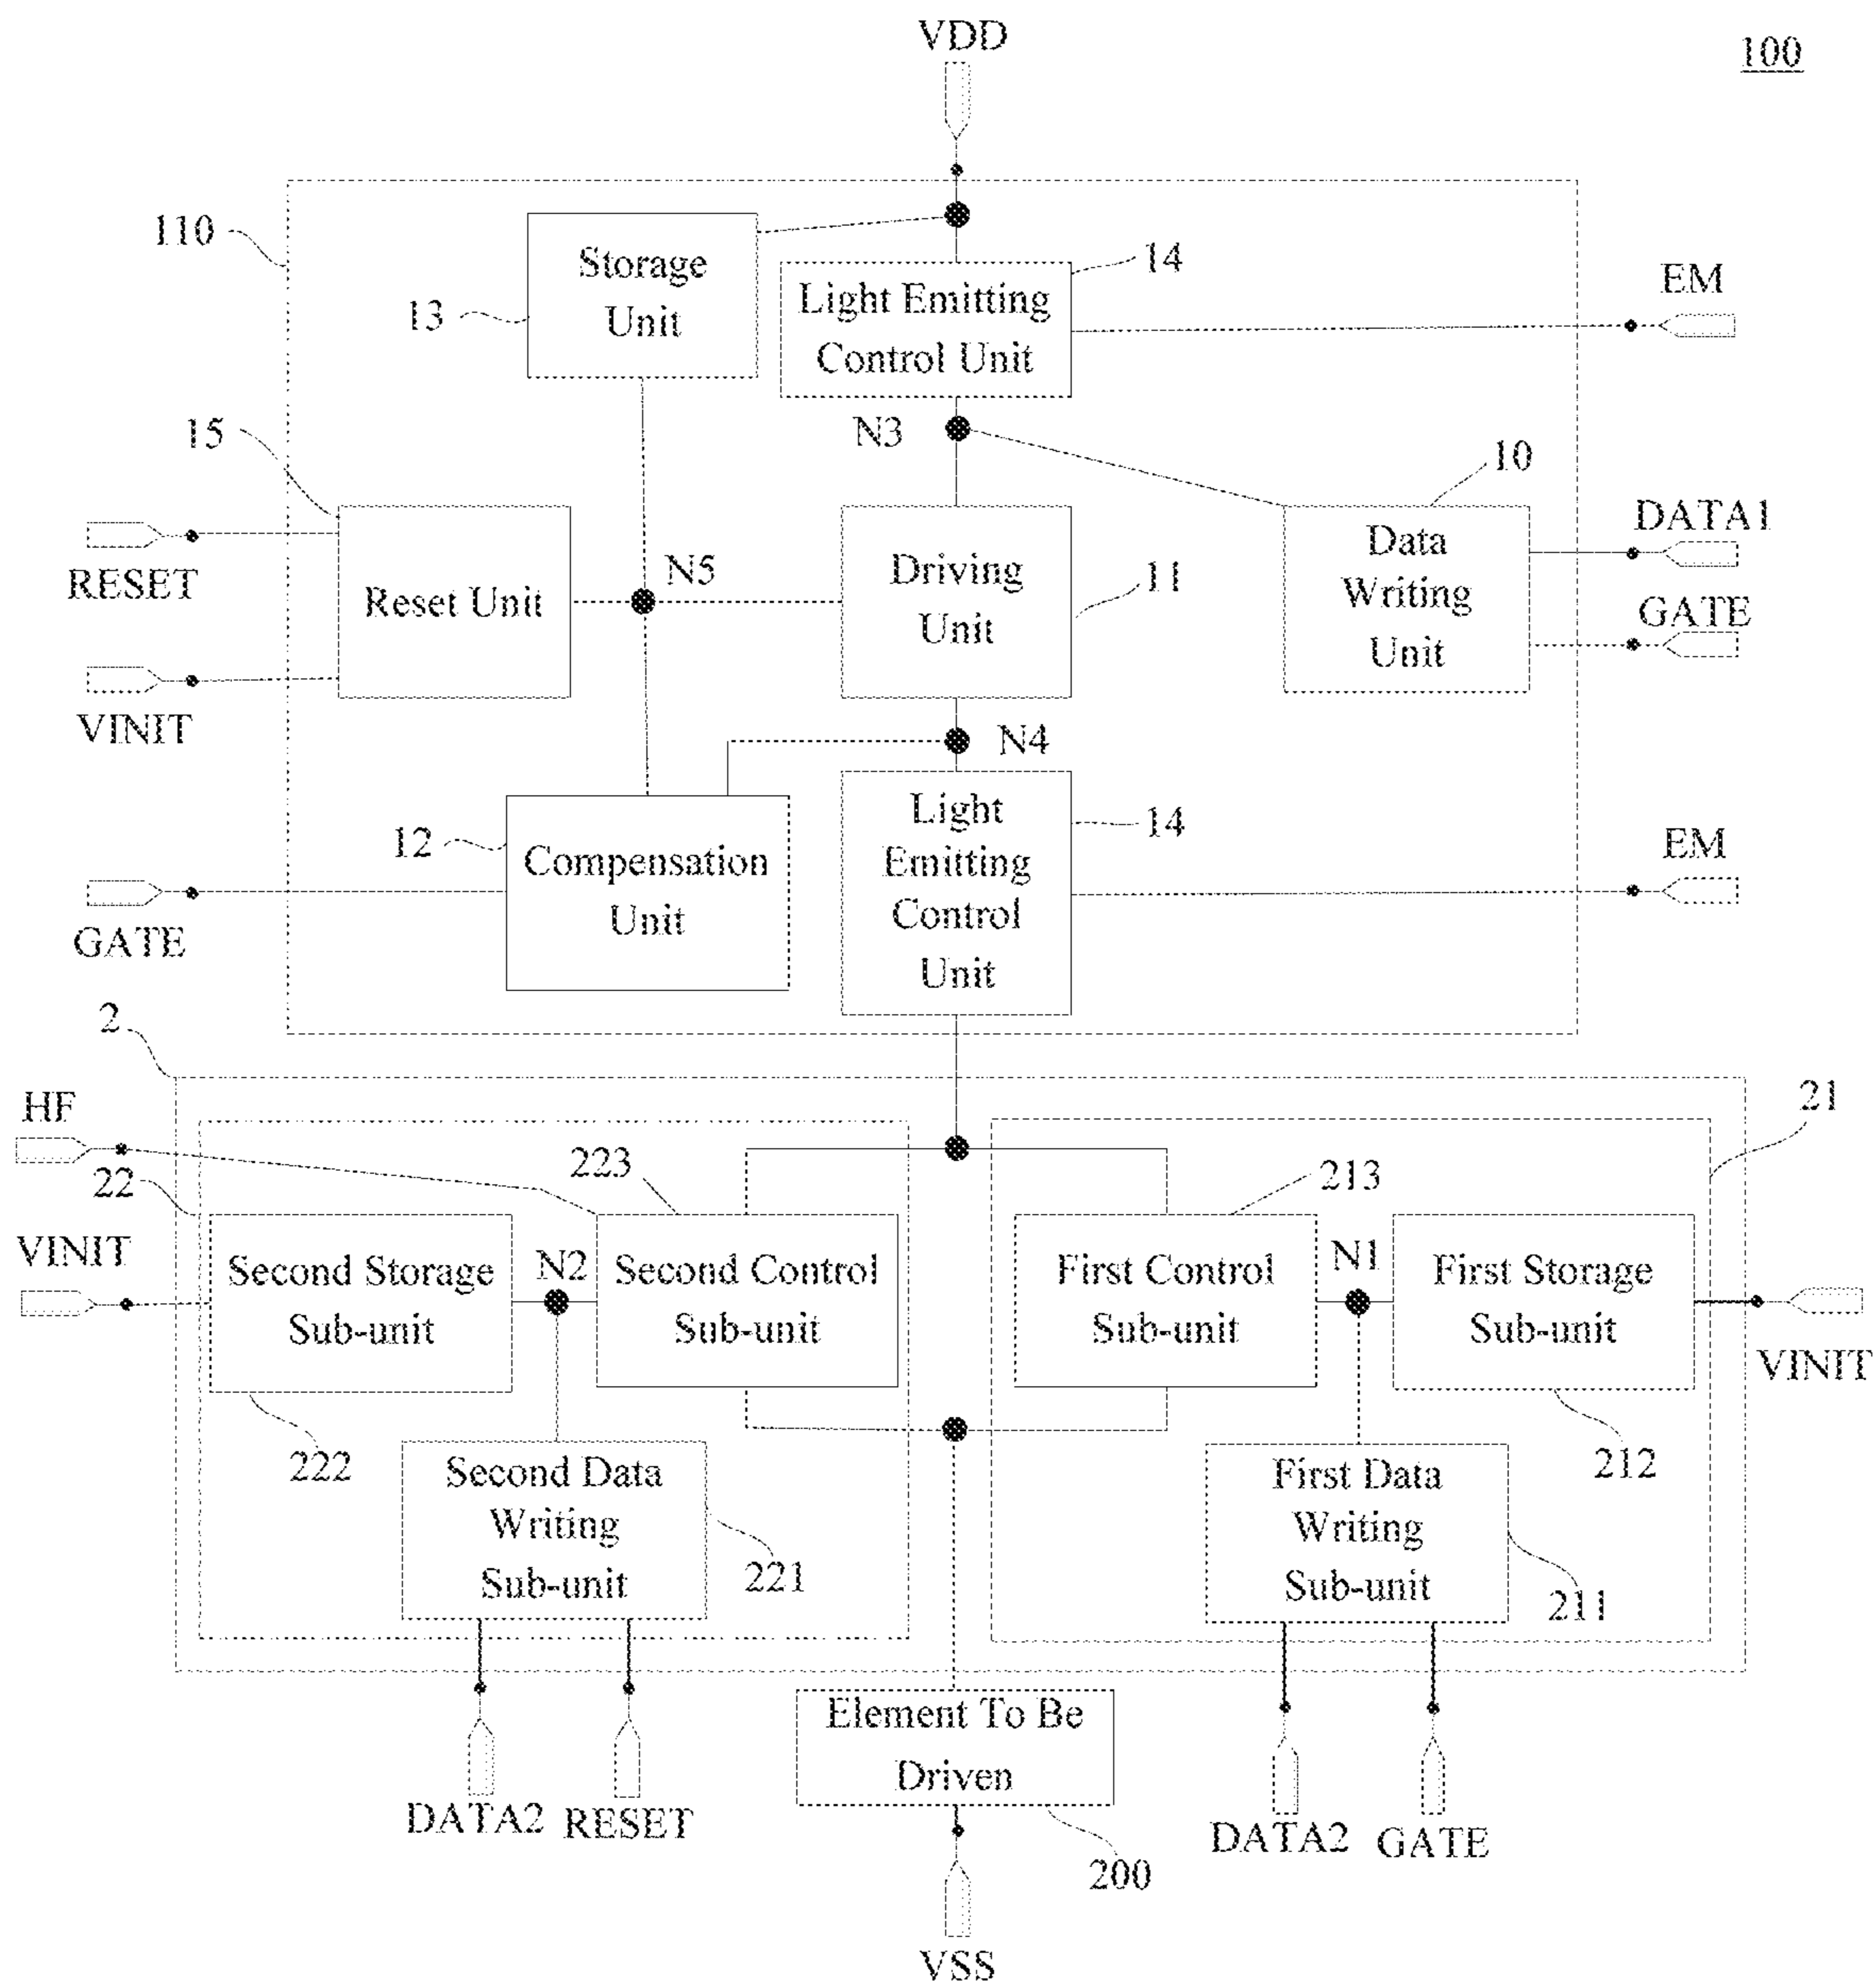 VDD
100
110
Storage
Unit
13
14
Light Emitting
Control Unit
EM
N3
15
10
RESET
VINIT
Reset Unit
N5
Driving
Unit
11
Data
Writing
Unit
DATA1
GATE
N4
12
Compensation
Unit
GATE
Light
Emitting
Control
Unit
14
EM
2
HF
21
22
223
213
VINIT
Second Storage
Sub-unit
N2
Second Control
Sub-unit
First Control
Sub-unit
N1
First Storage
Sub-unit
VINIT
222
Second Data
Writing
Sub-unit
221
First Data
Writing
Sub-unit
212
211
DATA2
RESET
Element To Be
Driven
200
DATA2
GATE
VSS